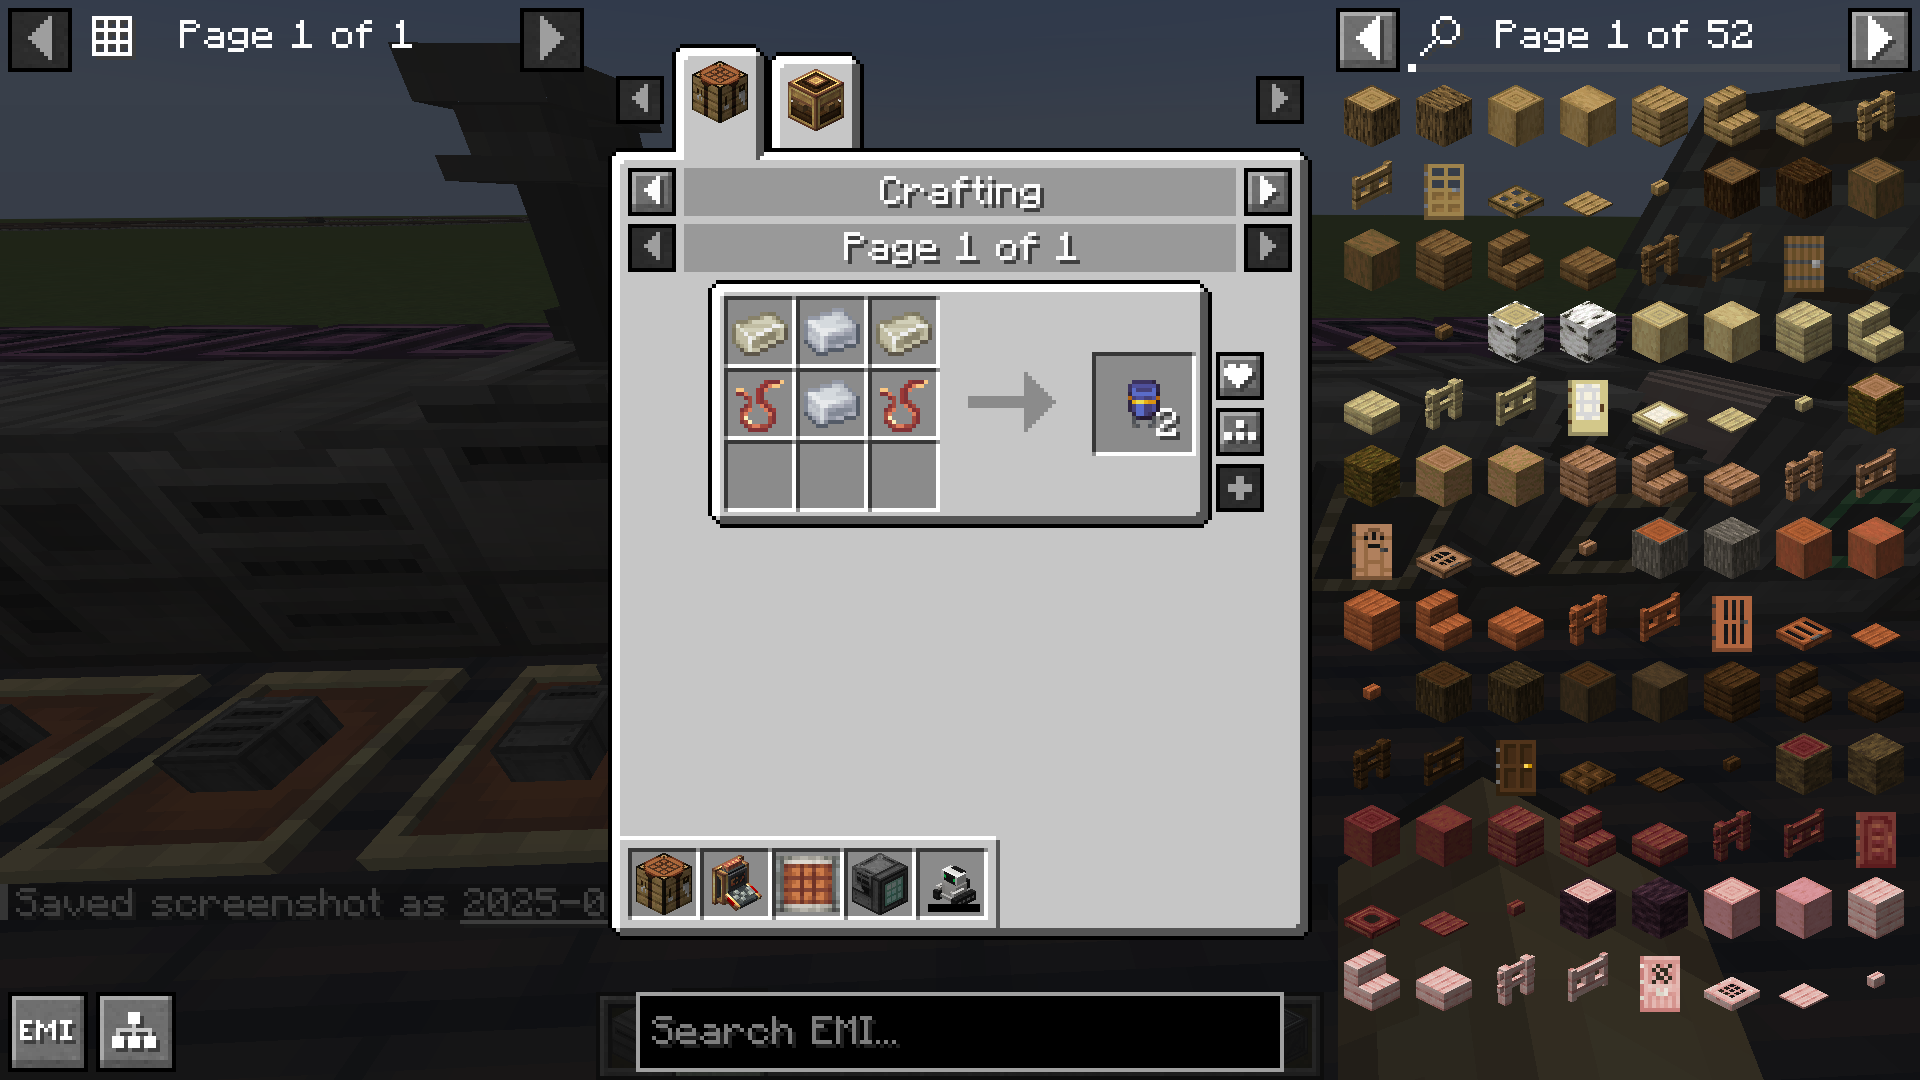 Page 1 of 1
Page 1 of 52
Crafting
Page 1 of 1
2
Saved screenshot as 2025-0
EMI
Search EMI...